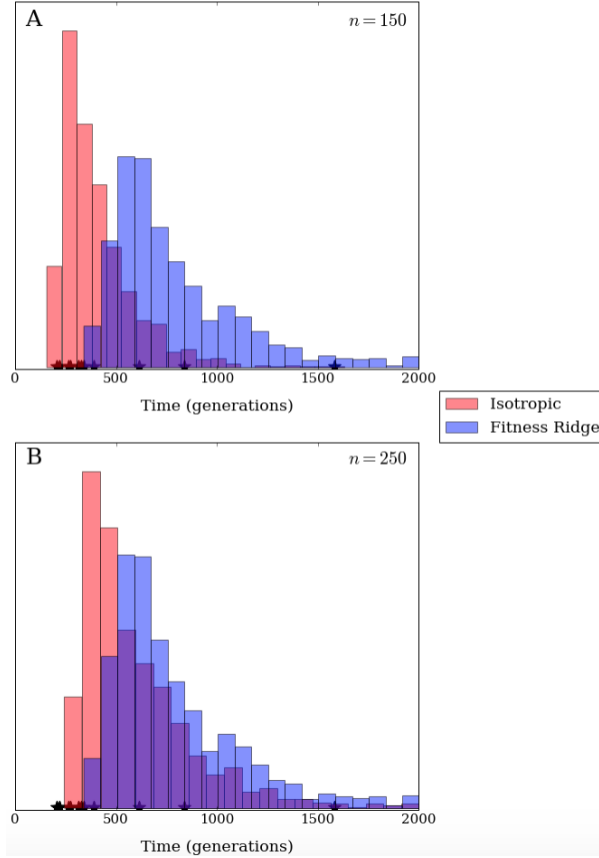 A
n = 150
0 500 1000 1500 2000
Time (generations)
Isotropic
Fitness Ridge
B
n = 250
0 500 1000 1500 2000
Time (generations)